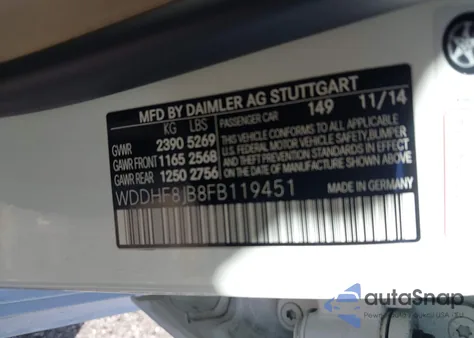 MFD BY DAIMLER AG STUTTGART
KG LBS PASSENGER CAR 149 11/14
GVWR 2390 5269 THIS VEHICLE CONFORMS TO ALL APPLICABLE
GAWR FRONT 1165 2568 U.S. FEDERAL MOTOR VEHICLE SAFETY, BUMPER
GAWR REAR 1250 2756 AND THEFT PREVENTION STANDARDS IN EFFECT
ON THE DATE OF MANUFACTURE SHOWN ABOVE.
WDDHF8JB8FB119451 MADE IN GERMANY
autaSnap